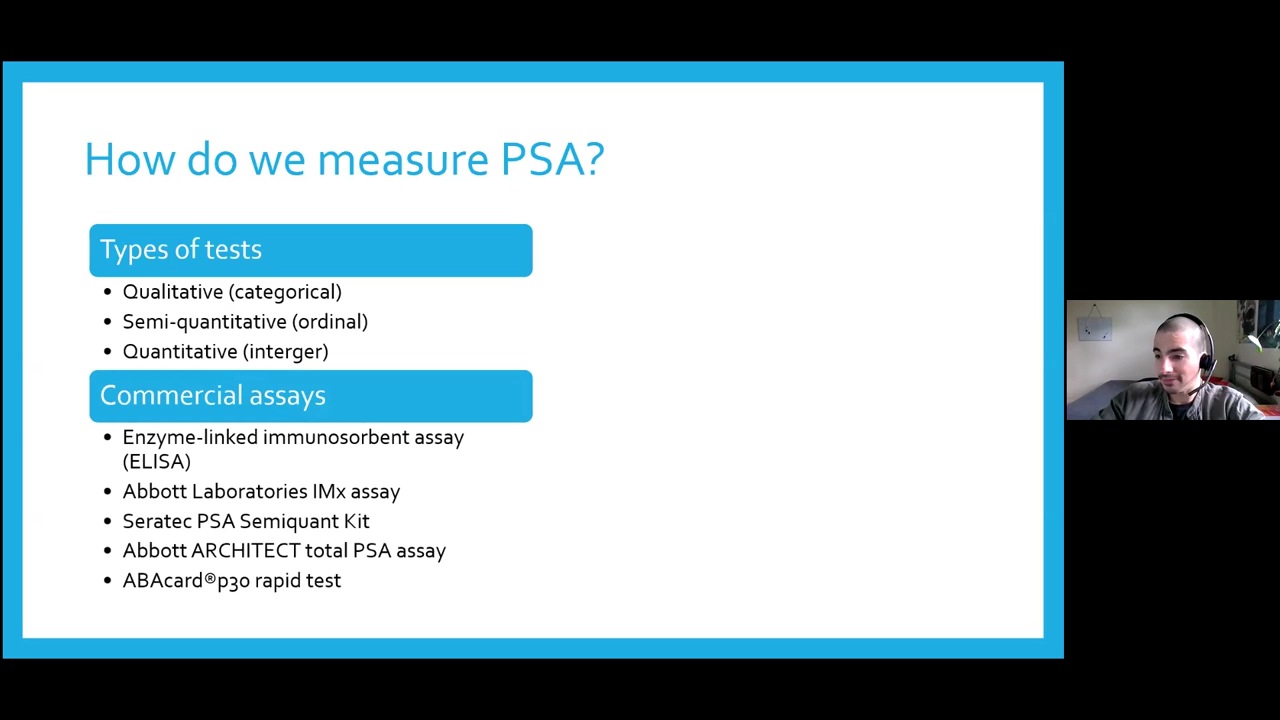 How do we measure PSA?
Types of tests
• Qualitative (categorical)
• Semi-quantitative (ordinal)
• Quantitative (interger)
Commercial assays
• Enzyme-linked immunosorbent assay
(ELISA)
• Abbott Laboratories IMx assay
• Seratec PSA Semiquant Kit
• Abbott ARCHITECT total PSA assay
• ABAcard®p30 rapid test